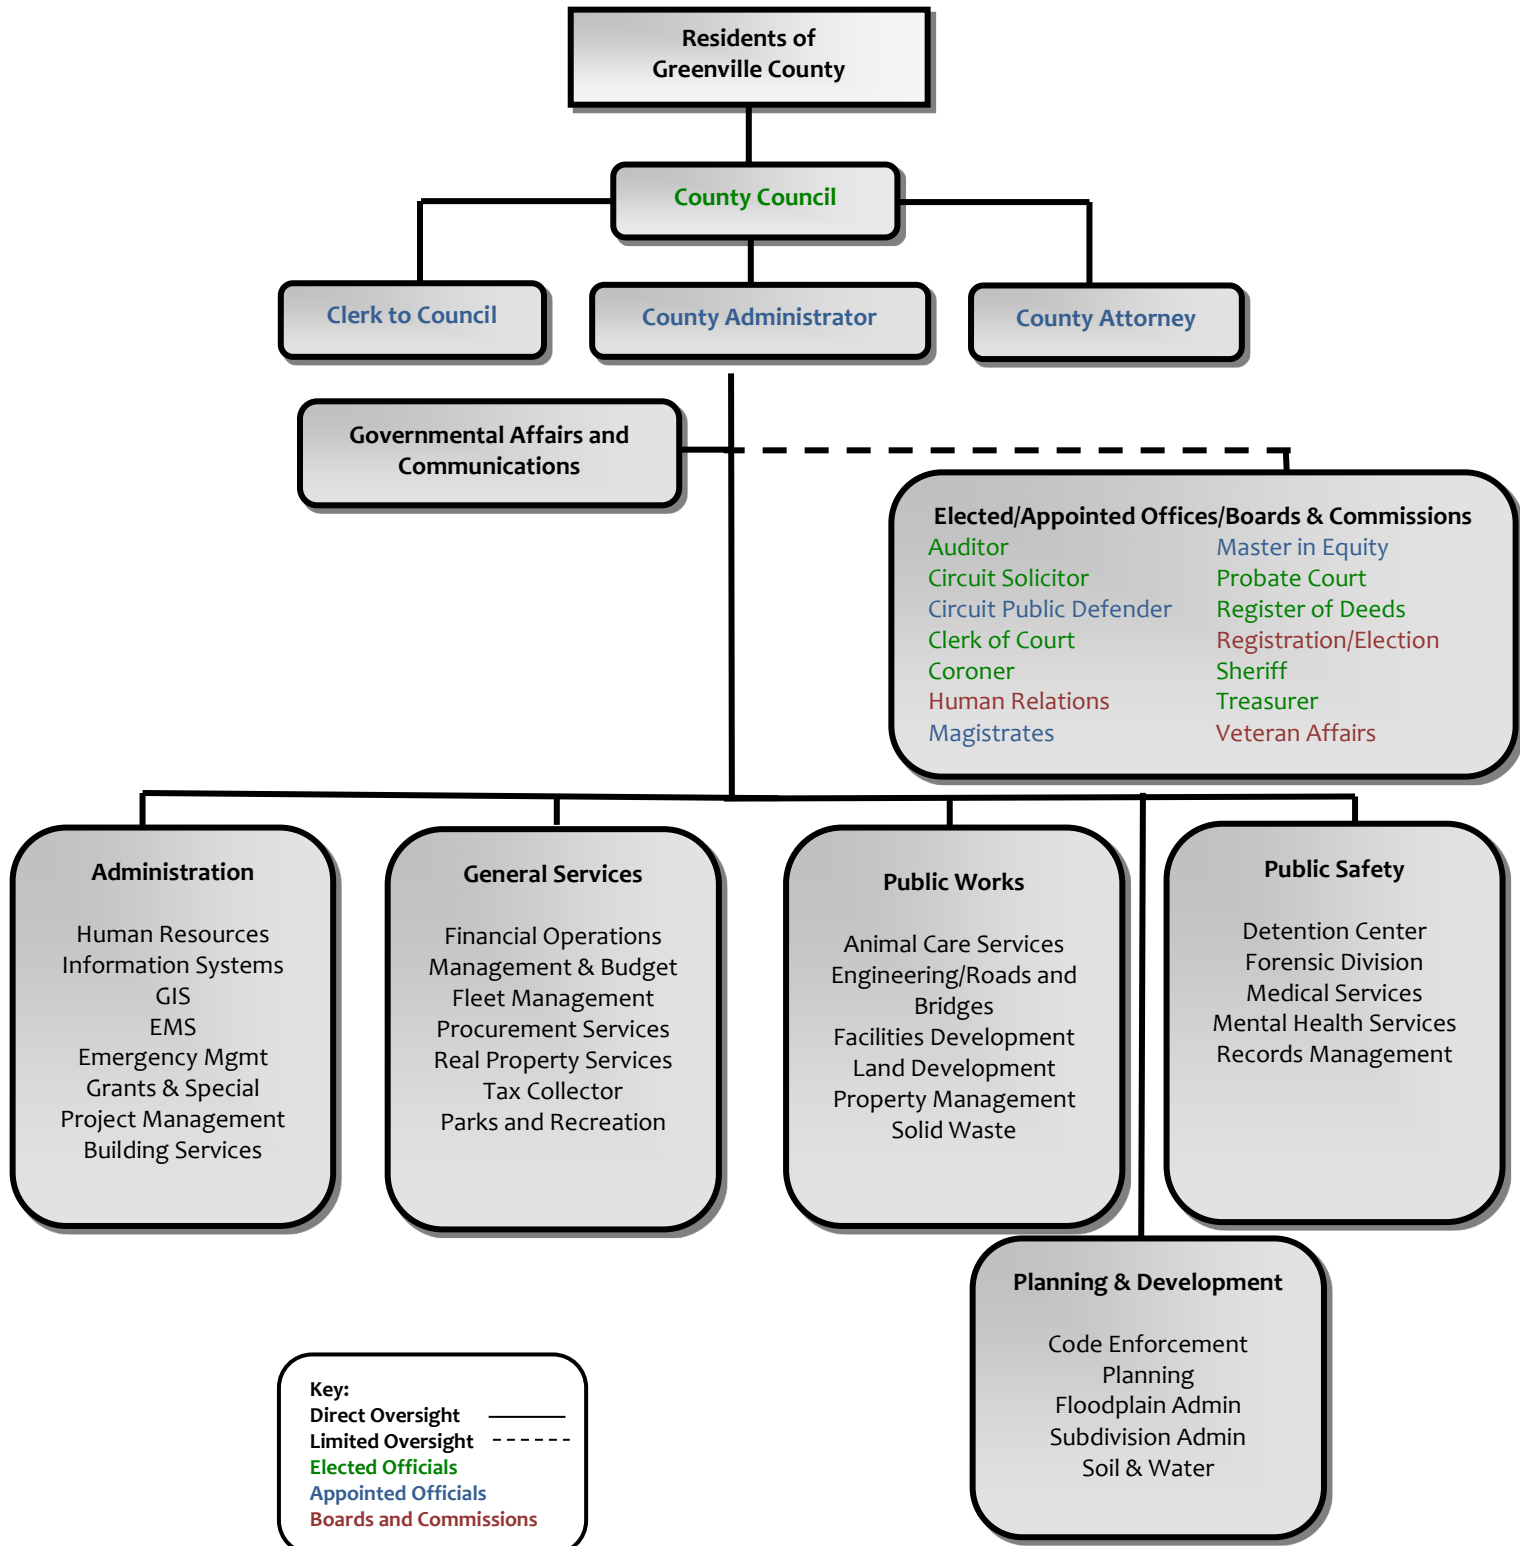 Residents of
Greenville County
County Council
Clerk to Council
County Administrator
County Attorney
Governmental Affairs and
Communications
Elected/Appointed Offices/Boards & Commissions
Auditor
Circuit Solicitor
Circuit Public Defender
Clerk of Court
Coroner
Human Relations
Magistrates
Master in Equity
Probate Court
Register of Deeds
Registration/Election
Sheriff
Treasurer
Veteran Affairs
Administration
Human Resources
Information Systems
GIS
EMS
Emergency Mgmt
Grants & Special
Project Management
Building Services
General Services
Financial Operations
Management & Budget
Fleet Management
Procurement Services
Real Property Services
Tax Collector
Parks and Recreation
Public Works
Animal Care Services
Engineering/Roads and
Bridges
Facilities Development
Land Development
Property Management
Solid Waste
Public Safety
Detention Center
Forensic Division
Medical Services
Mental Health Services
Records Management
Planning & Development
Code Enforcement
Planning
Floodplain Admin
Subdivision Admin
Soil & Water
Key:
Direct Oversight
Limited Oversight
Elected Officials
Appointed Officials
Boards and Commissions